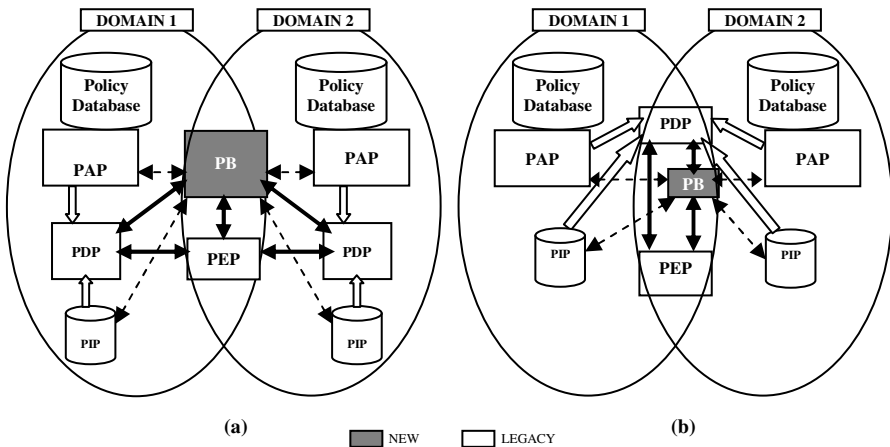 DOMAIN 1
DOMAIN 2
Policy
Database
Policy
Database
PAP
PB
PAP
PDP
PEP
PDP
PIP
PIP
(a)
DOMAIN 1
DOMAIN 2
Policy
Database
Policy
Database
PDP
PAP
PAP
PB
PIP
PIP
PEP
(b)
NEW
LEGACY